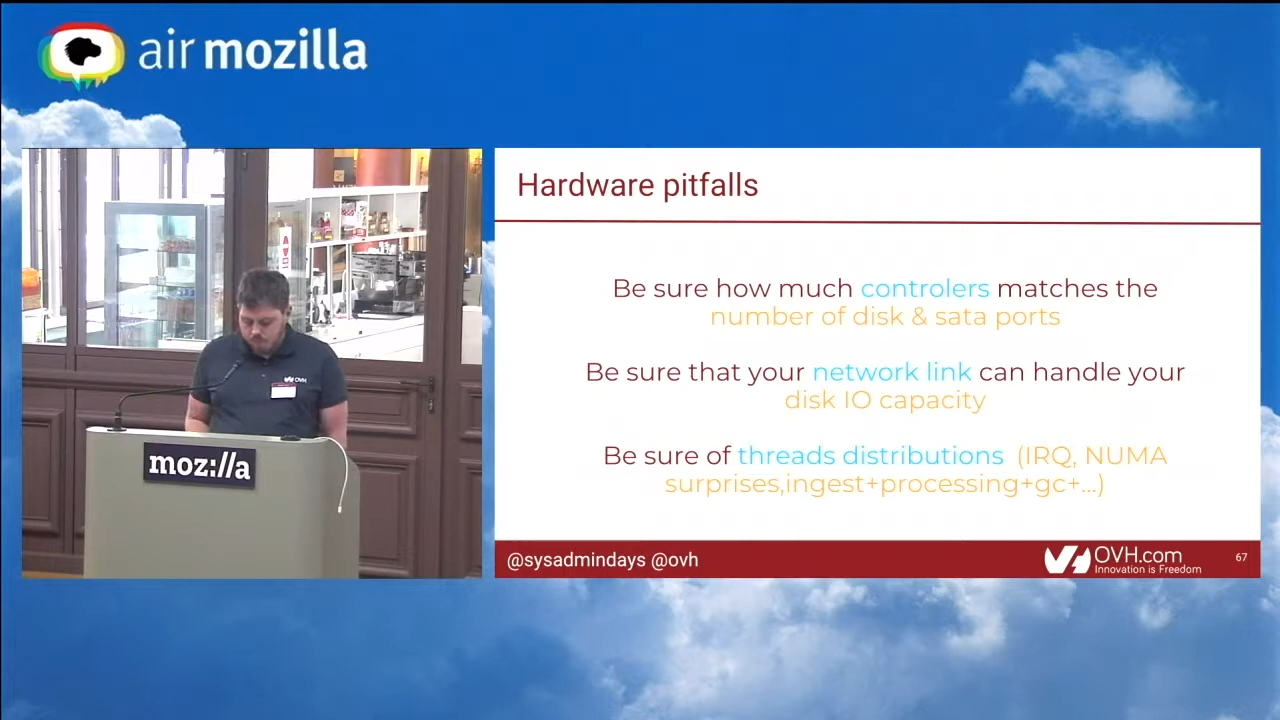 air mozilla
Hardware pitfalls
Be sure how much controlers matches the
number of disk & sata ports
Be sure that your network link can handle your
disk IO capacity
Be sure of threads distributions (IRQ, NUMA
surprises,ingest+processing+gc+...)
OVH
moz://a
@sysadmindays @ovh
OVH.com
Innovation is Freedom
67